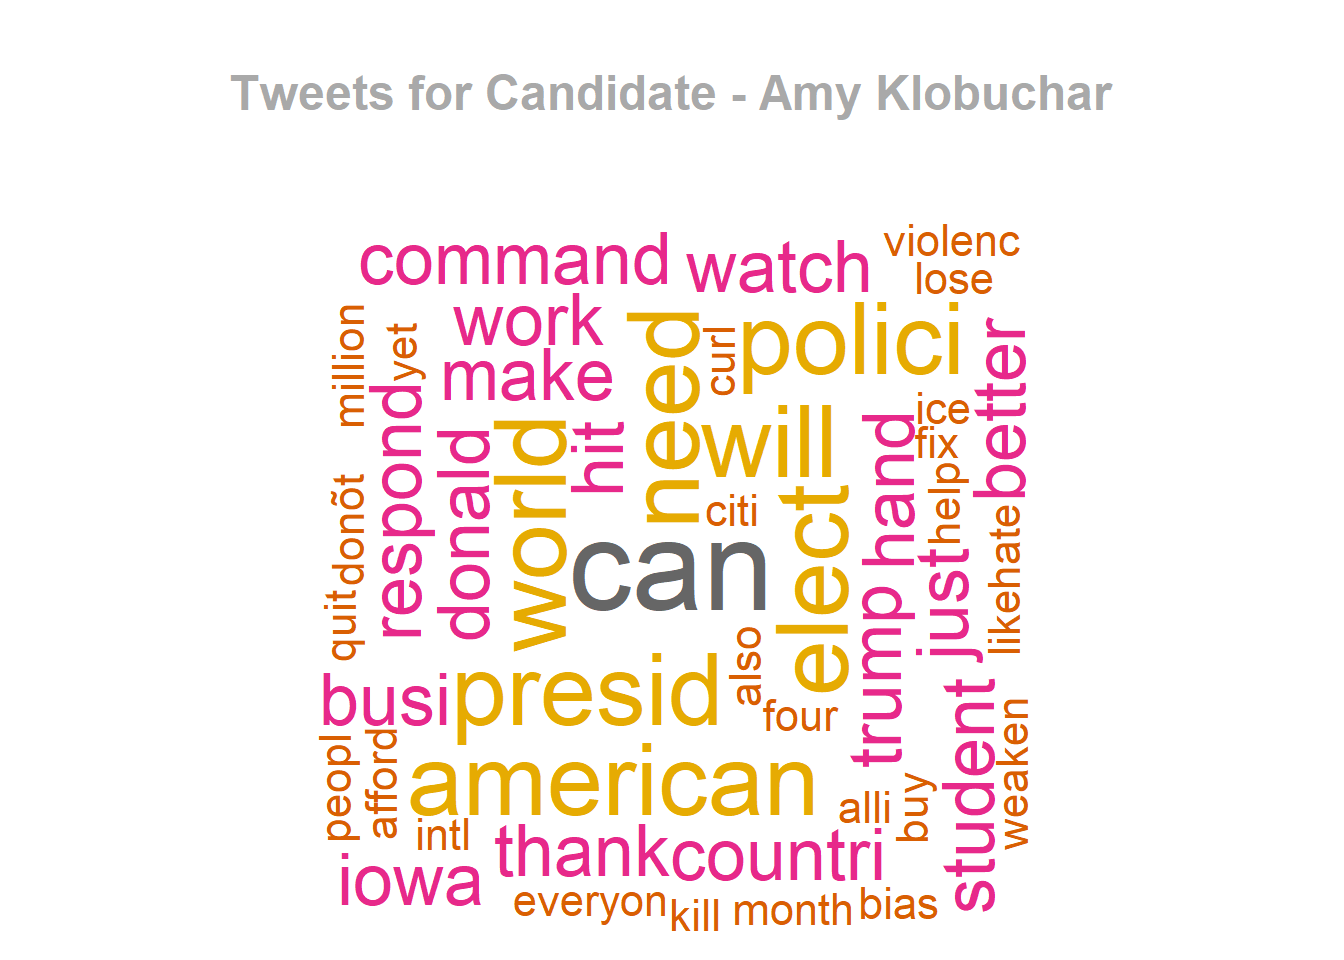 Tweets for Candidate - Amy Klobuchar
violenc
command
watch
lose
work
need
curl
polici
better
million
yet
make
ice
respond
donald
world
hit
will
hand
fix
help
donõt
citi
elect
likehate
can
just
quit
also
trump
busi
presid
four
student
weaken
peopl
afford
american
alli
buy
intl
thank
countri
iowa
everyon
kill
month
bias